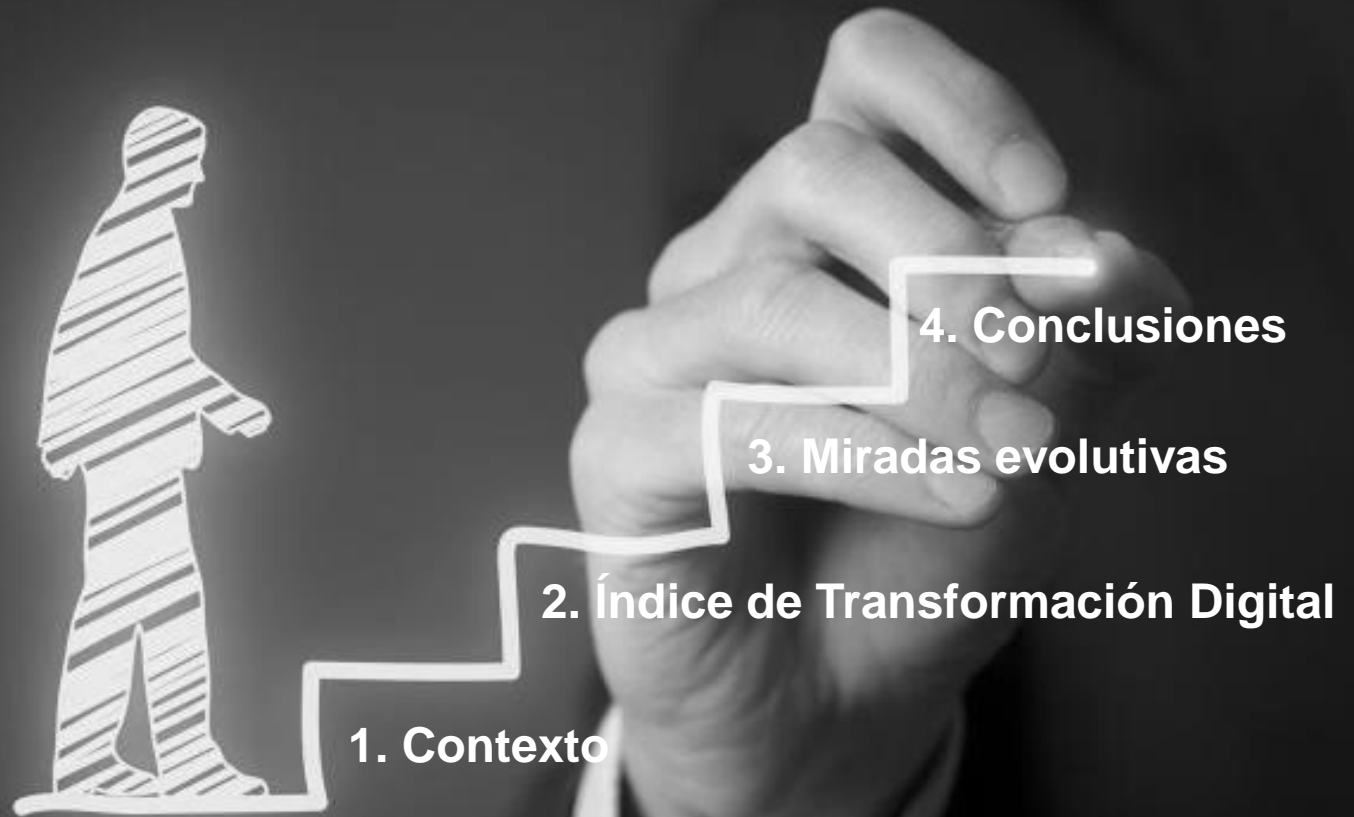 1. Contexto
2. Índice de Transformación Digital
3. Miradas evolutivas
4. Conclusiones